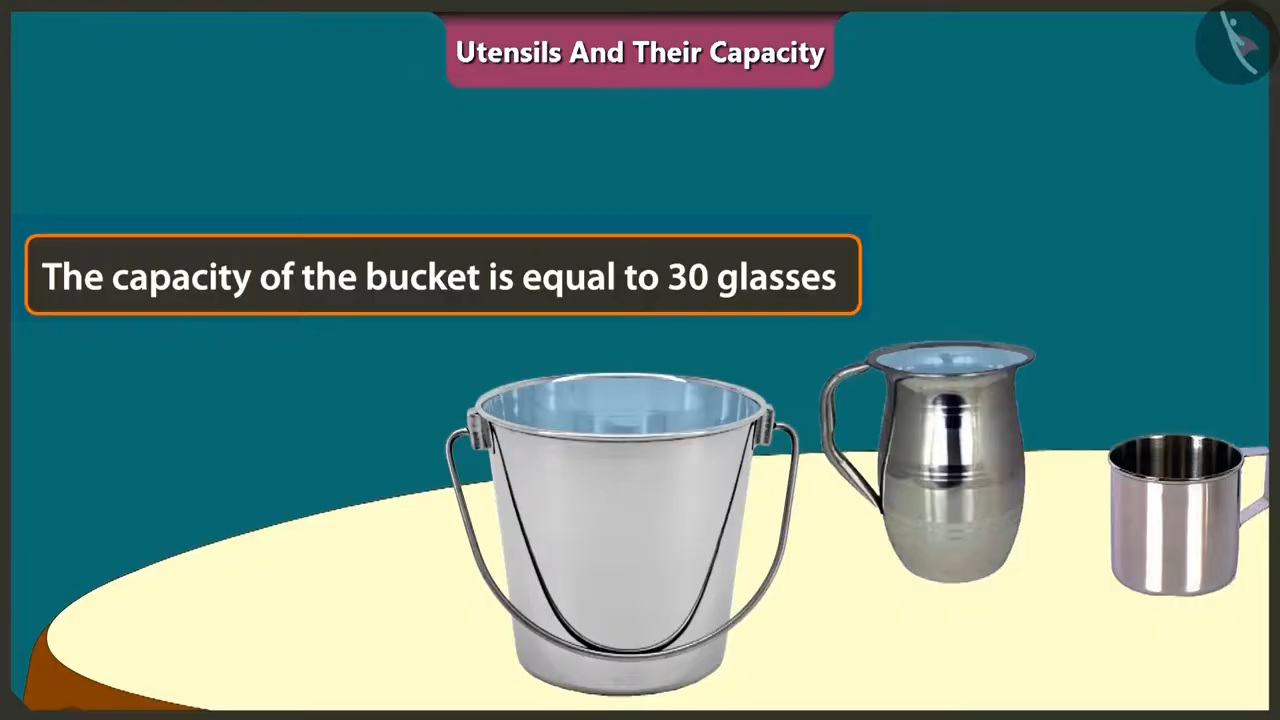 Utensils And Their Capacity
The capacity of the bucket is equal to 30 glasses